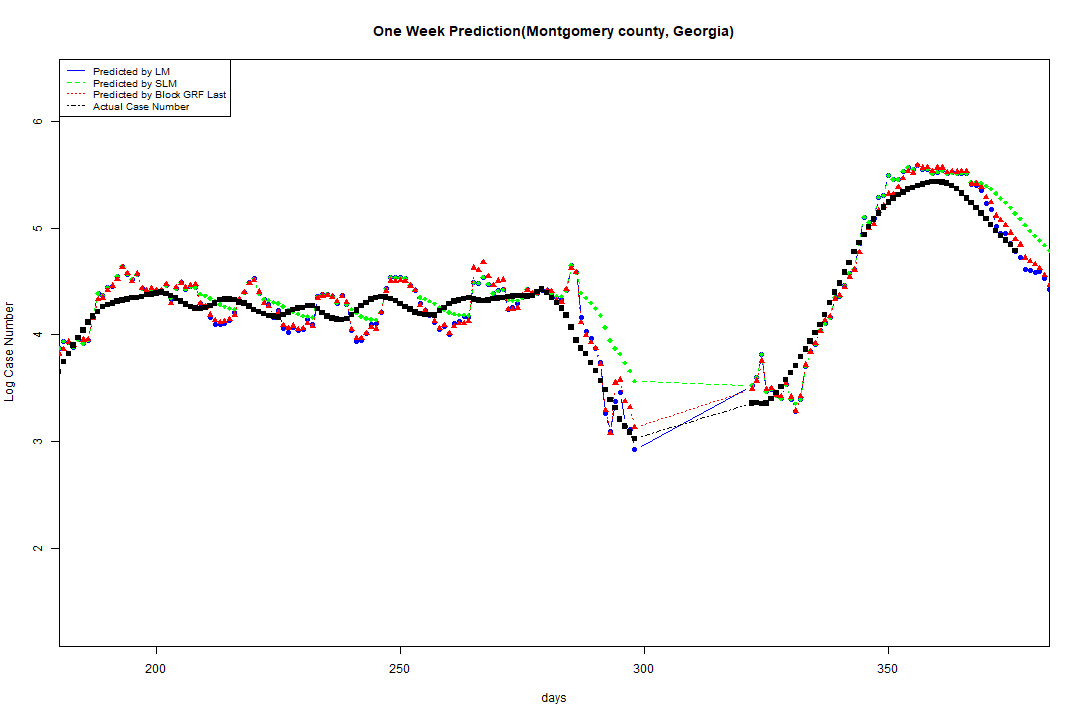 One Week Prediction(Montgomery county, Georgia)
Predicted by LM
Predicted by SLM
Predicted by Block GRF Last
Actual Case Number
Log Case Number
6
5
4
3
2
200 250 300 350
days